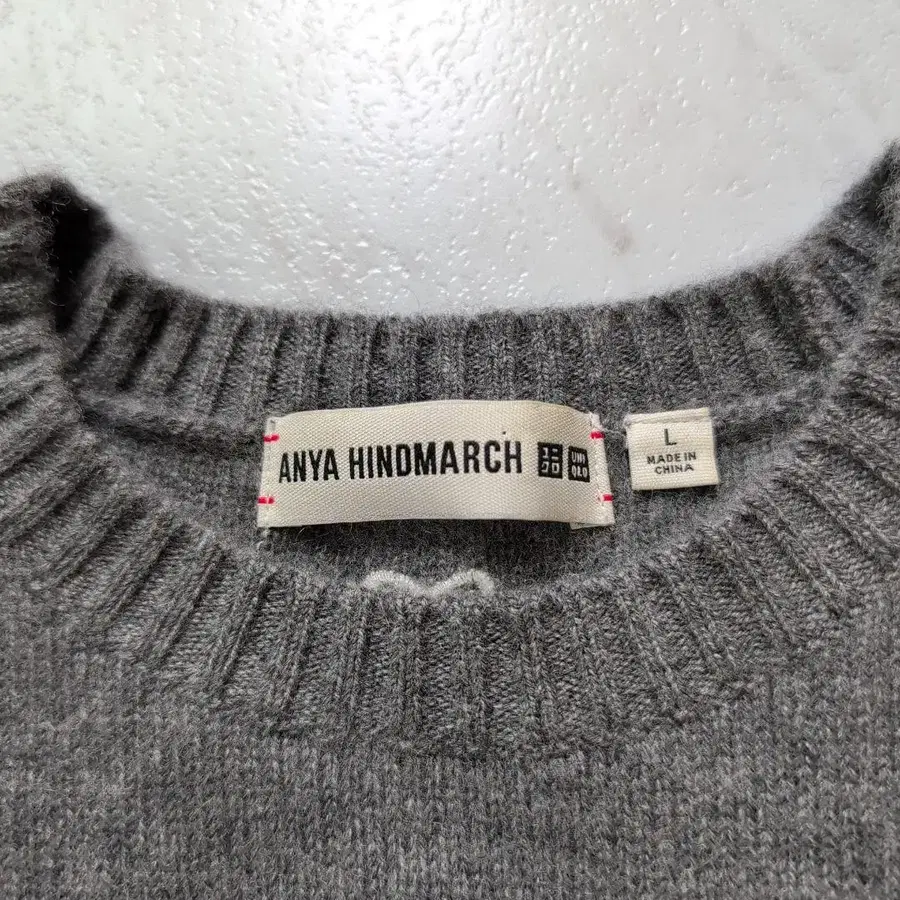 ANYA HINDMARCH
ユニ
クロ
UNI
QLO
L
MADE IN
CHINA